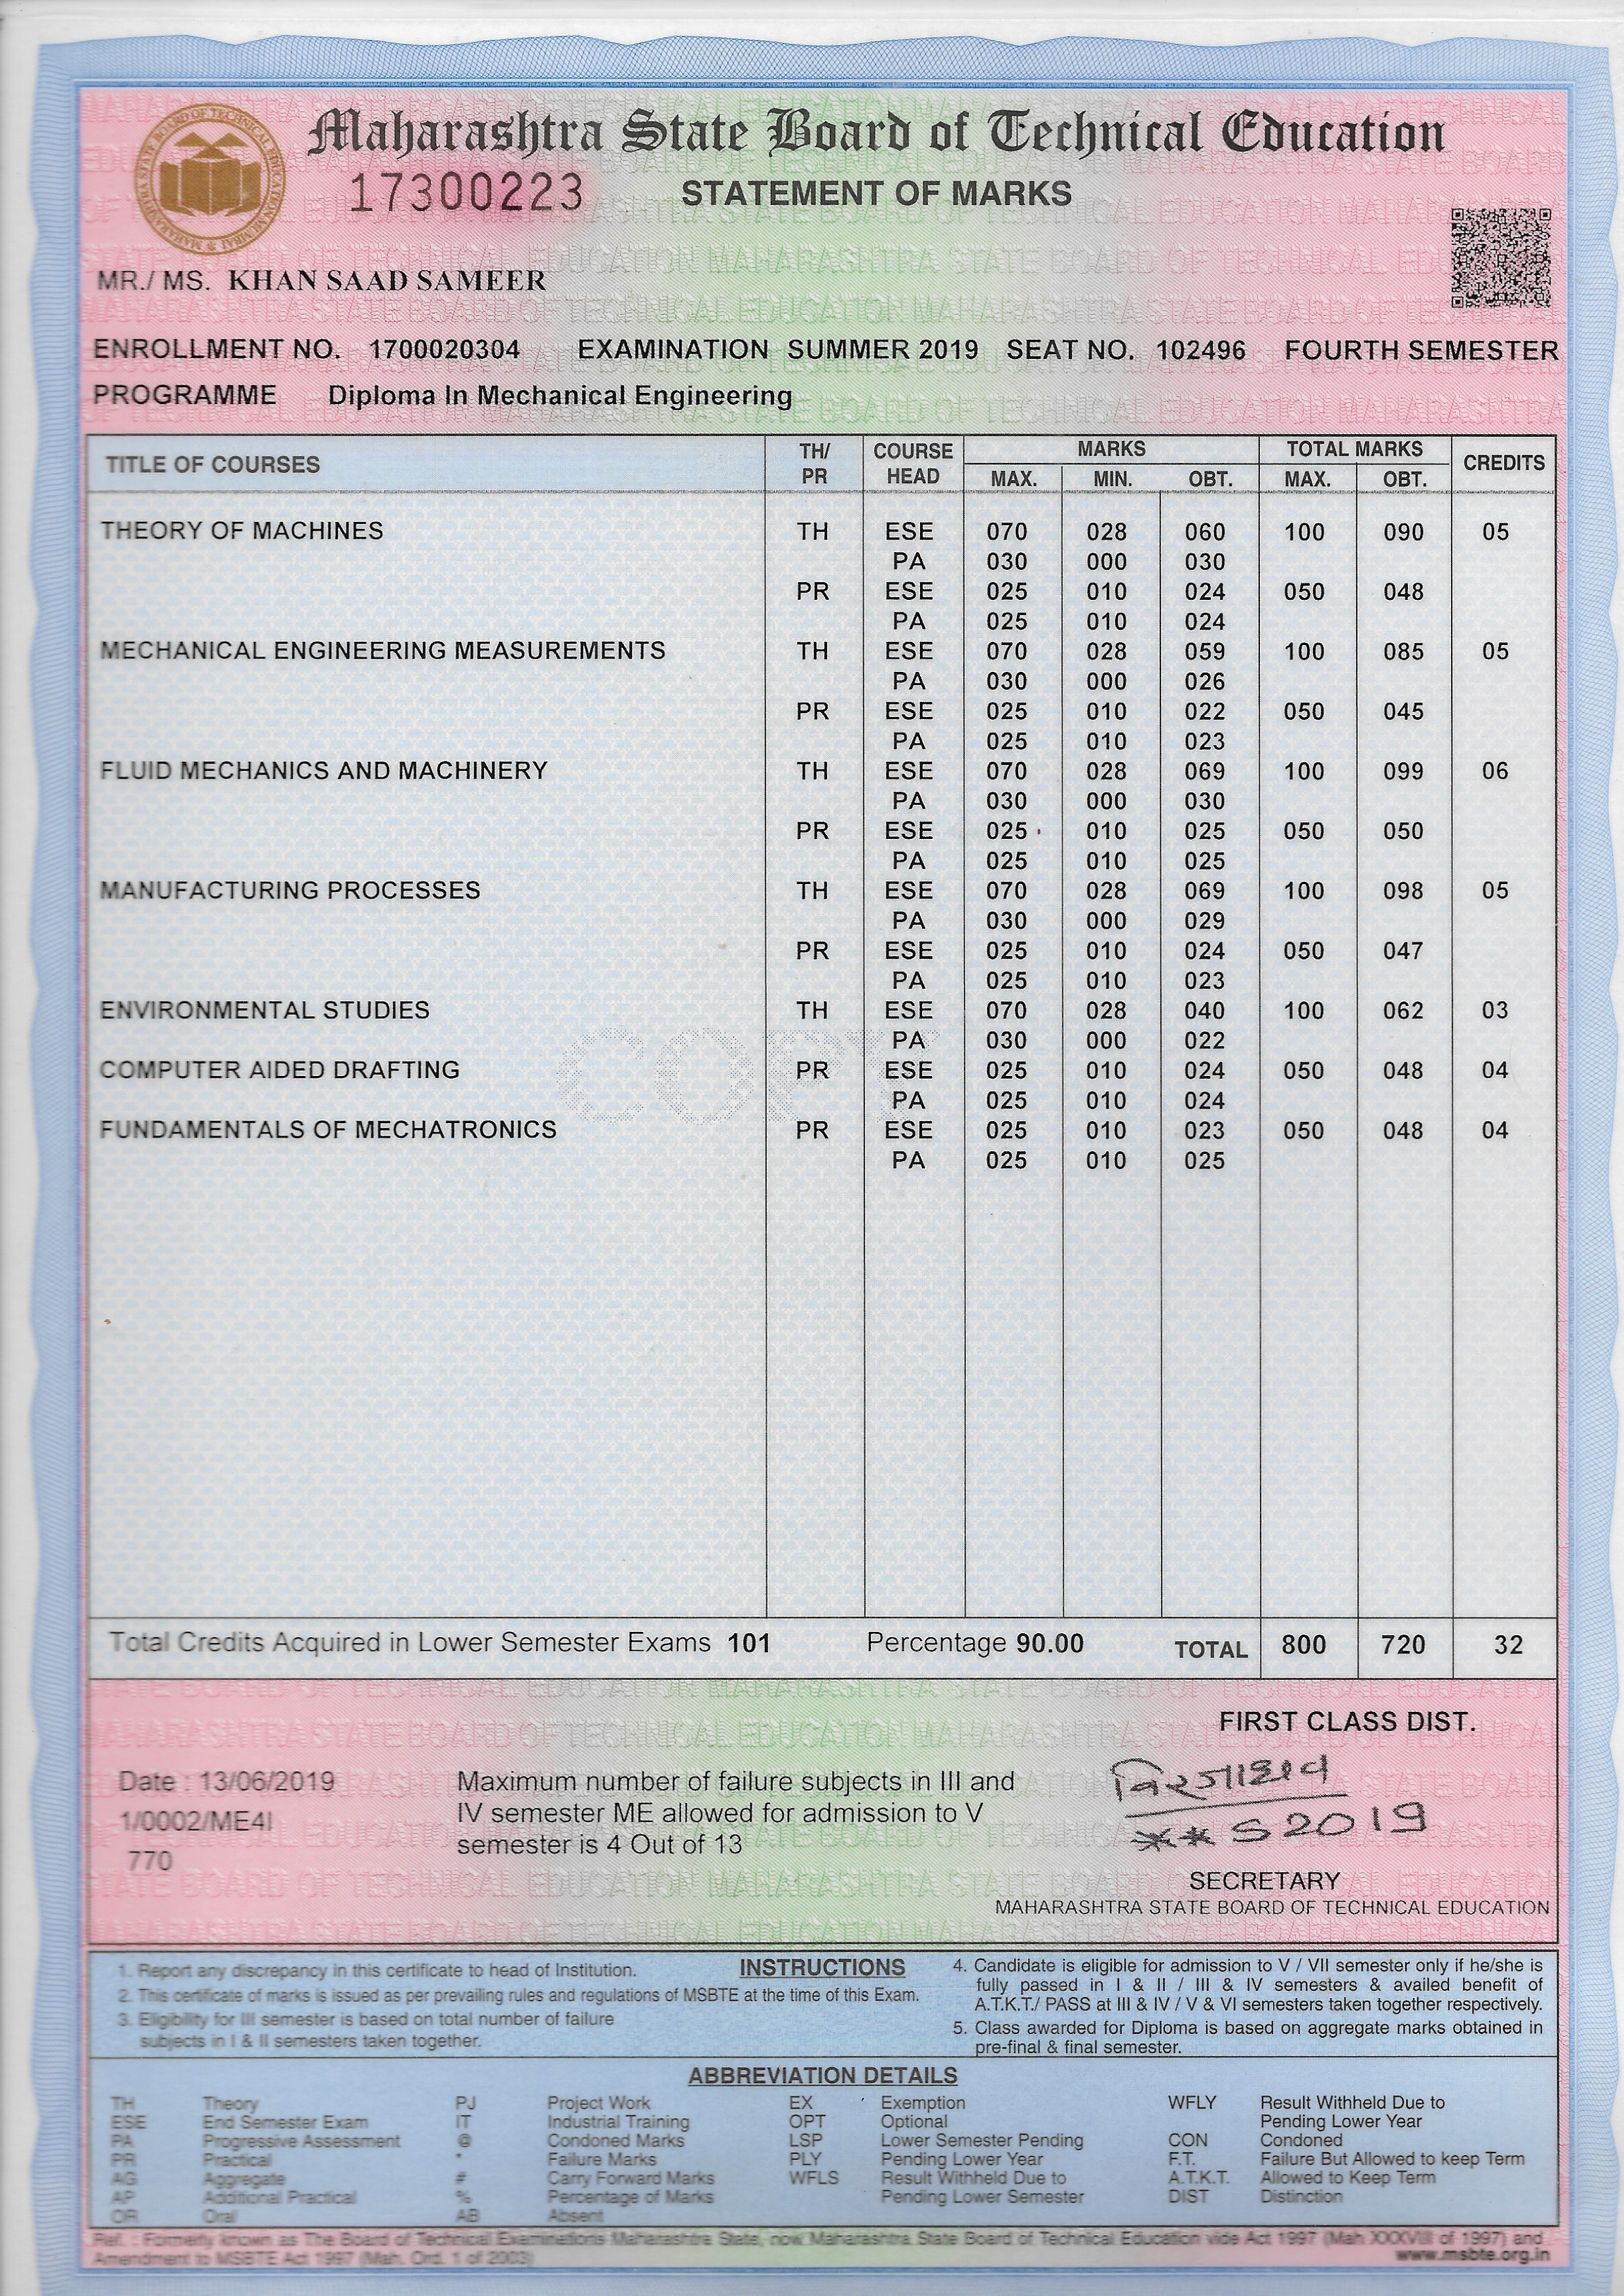 Maharashtra State Board of Technical Education
17300223 STATEMENT OF MARKS
MR./ MS. KHAN SAAD SAMEER
ENROLLMENT NO. 1700020304 EXAMINATION SUMMER 2019 SEAT NO. 102496 FOURTH SEMESTER
PROGRAMME Diploma In Mechanical Engineering
TITLE OF COURSES TH/ PR COURSE HEAD MARKS TOTAL MARKS CREDITS
MAX. MIN. OBT. MAX. OBT.
THEORY OF MACHINES TH ESE 070 028 060 100 090 05
PA 030 000 030
PR ESE 025 010 024 050 048
PA 025 010 024
MECHANICAL ENGINEERING MEASUREMENTS TH ESE 070 028 059 100 085 05
PA 030 000 026
PR ESE 025 010 022 050 045
PA 025 010 023
FLUID MECHANICS AND MACHINERY TH ESE 070 028 069 100 099 06
PA 030 000 030
PR ESE 025 010 025 050 050
PA 025 010 025
MANUFACTURING PROCESSES TH ESE 070 028 069 100 098 05
PA 030 000 029
PR ESE 025 010 024 050 047
PA 025 010 023
ENVIRONMENTAL STUDIES TH ESE 070 028 040 100 062 03
PA 030 000 022
COMPUTER AIDED DRAFTING PR ESE 025 010 024 050 048 04
PA 025 010 024
FUNDAMENTALS OF MECHATRONICS PR ESE 025 010 023 050 048 04
PA 025 010 025
COPY
Total Credits Acquired in Lower Semester Exams 101 Percentage 90.00 TOTAL 800 720 32
FIRST CLASS DIST.
Date : 13/06/2019
1/0002/ME4I
770
Maximum number of failure subjects in III and
IV semester ME allowed for admission to V
semester is 4 Out of 13
**S2019
SECRETARY
MAHARASHTRA STATE BOARD OF TECHNICAL EDUCATION
INSTRUCTIONS
1. Report any discrepancy in this certificate to head of Institution.
2. This certificate of marks is issued as per prevailing rules and regulations of MSBTE at the time of this Exam.
3. Eligibility for III semester is based on total number of failure
subjects in I & II semesters taken together.
4. Candidate is eligible for admission to V / VII semester only if he/she is
fully passed in I & II / III & IV semesters & availed benefit of
A.T.K.T./ PASS at III & IV / V & VI semesters taken together respectively.
5. Class awarded for Diploma is based on aggregate marks obtained in
pre-final & final semester.
ABBREVIATION DETAILS
TH Theory PJ Project Work EX Exemption WFLY Result Withheld Due to
ESE End Semester Exam IT Industrial Training OPT Optional Pending Lower Year
PA Progressive Assessment @ Condoned Marks LSP Lower Semester Pending CON Condoned
PR Practical * Failure Marks PLY Pending Lower Year F.T. Failure But Allowed to keep Term
AG Aggregate # Carry Forward Marks WFLS Result Withheld Due to A.T.K.T. Allowed to Keep Term
AP Additional Practical % Percentage of Marks Pending Lower Semester DIST Distinction
OR Oral AB Absent
Ref. : Formerly known as The Board of Technical Examinations Maharashtra State, now Maharashtra State Board of Technical Education vide Act 1997 (Mah XXXVIII of 1997) and
Amendment to MSBTE Act 1997 (Mah. Ord. 1 of 2003) www.msbte.org.in